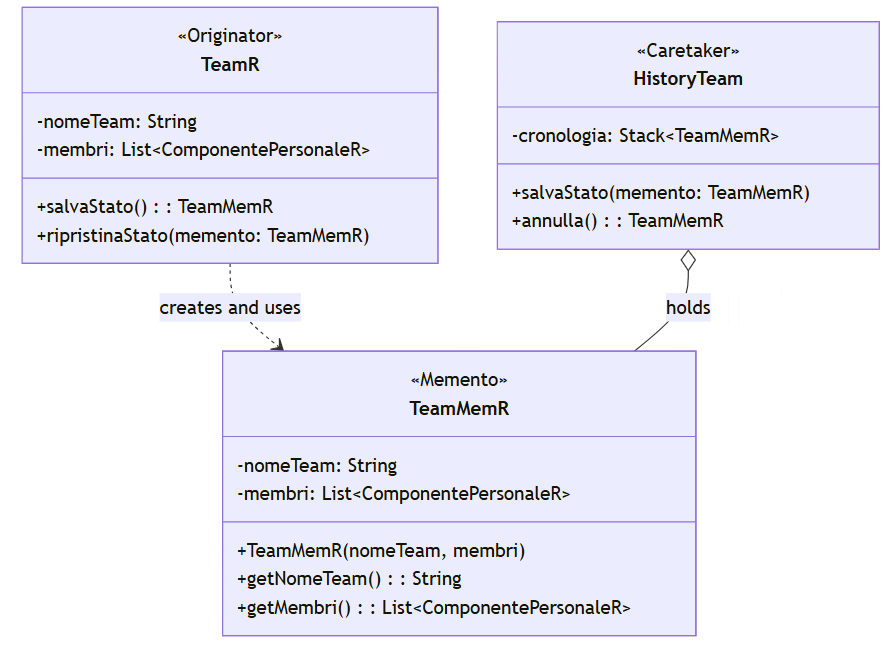 «Originator»
TeamR
-nomeTeam: String
-membri: List<ComponentePersonaleR>
+salvaStato() : : TeamMemR
+ripristinaStato(memento: TeamMemR)
«Caretaker»
HistoryTeam
-cronologia: Stack<TeamMemR>
+salvaStato(memento: TeamMemR)
+annulla() : : TeamMemR
creates and uses
holds
«Memento»
TeamMemR
-nomeTeam: String
-membri: List<ComponentePersonaleR>
+TeamMemR(nomeTeam, membri)
+getNomeTeam() : : String
+getMembri() : : List<ComponentePersonaleR>